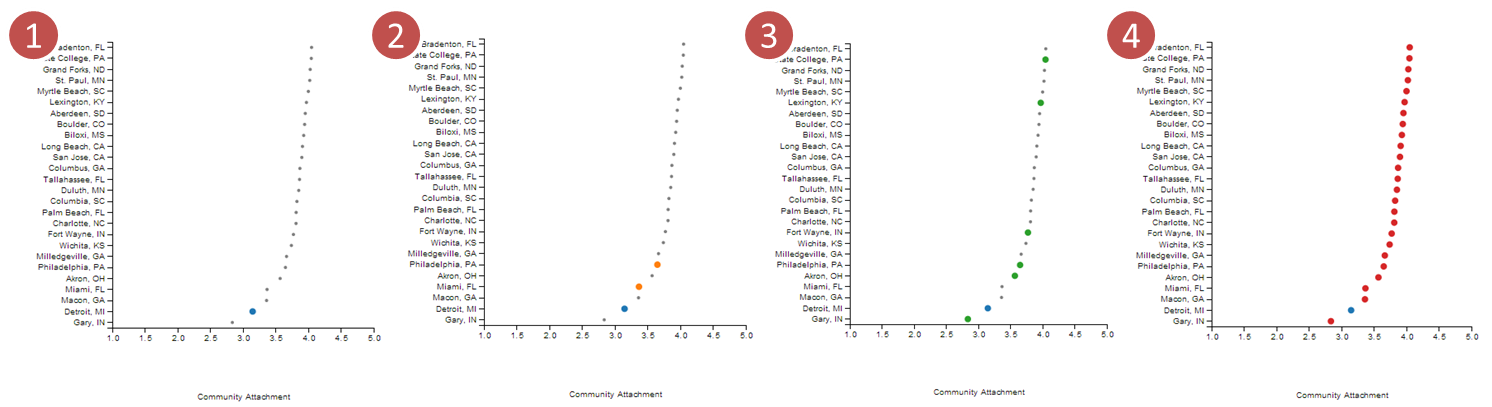 1
Bradenton, FL
State College, PA
Grand Forks, ND
St. Paul, MN
Myrtle Beach, SC
Lexington, KY
Aberdeen, SD
Boulder, CO
Biloxi, MS
Long Beach, CA
San Jose, CA
Columbus, GA
Tallahassee, FL
Duluth, MN
Columbia, SC
Palm Beach, FL
Charlotte, NC
Fort Wayne, IN
Wichita, KS
Milledgeville, GA
Philadelphia, PA
Akron, OH
Miami, FL
Macon, GA
Detroit, MI
Gary, IN
1.0 1.5 2.0 2.5 3.0 3.5 4.0 4.5 5.0
Community Attachment
2
Bradenton, FL
State College, PA
Grand Forks, ND
St. Paul, MN
Myrtle Beach, SC
Lexington, KY
Aberdeen, SD
Boulder, CO
Biloxi, MS
Long Beach, CA
San Jose, CA
Columbus, GA
Tallahassee, FL
Duluth, MN
Columbia, SC
Palm Beach, FL
Charlotte, NC
Fort Wayne, IN
Wichita, KS
Milledgeville, GA
Philadelphia, PA
Akron, OH
Miami, FL
Macon, GA
Detroit, MI
Gary, IN
1.0 1.5 2.0 2.5 3.0 3.5 4.0 4.5 5.0
Community Attachment
3
Bradenton, FL
State College, PA
Grand Forks, ND
St. Paul, MN
Myrtle Beach, SC
Lexington, KY
Aberdeen, SD
Boulder, CO
Biloxi, MS
Long Beach, CA
San Jose, CA
Columbus, GA
Tallahassee, FL
Duluth, MN
Columbia, SC
Palm Beach, FL
Charlotte, NC
Fort Wayne, IN
Wichita, KS
Milledgeville, GA
Philadelphia, PA
Akron, OH
Miami, FL
Macon, GA
Detroit, MI
Gary, IN
1.0 1.5 2.0 2.5 3.0 3.5 4.0 4.5 5.0
Community Attachment
4
Bradenton, FL
State College, PA
Grand Forks, ND
St. Paul, MN
Myrtle Beach, SC
Lexington, KY
Aberdeen, SD
Boulder, CO
Biloxi, MS
Long Beach, CA
San Jose, CA
Columbus, GA
Tallahassee, FL
Duluth, MN
Columbia, SC
Palm Beach, FL
Charlotte, NC
Fort Wayne, IN
Wichita, KS
Milledgeville, GA
Philadelphia, PA
Akron, OH
Miami, FL
Macon, GA
Detroit, MI
Gary, IN
1.0 1.5 2.0 2.5 3.0 3.5 4.0 4.5 5.0
Community Attachment